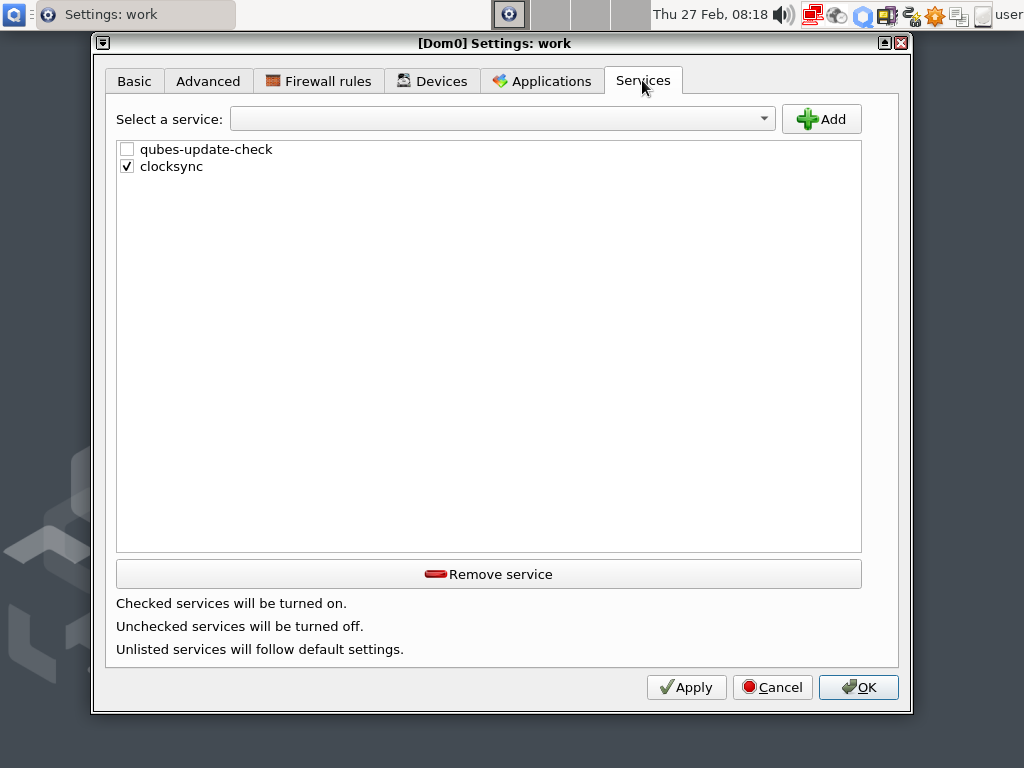 Settings: work
Thu 27 Feb, 08:18
user
[Dom0] Settings: work
Basic
Advanced
Firewall rules
Devices
Applications
Services
Select a service:
Add
qubes-update-check
clocksync
Remove service
Checked services will be turned on.
Unchecked services will be turned off.
Unlisted services will follow default settings.
Apply
Cancel
OK